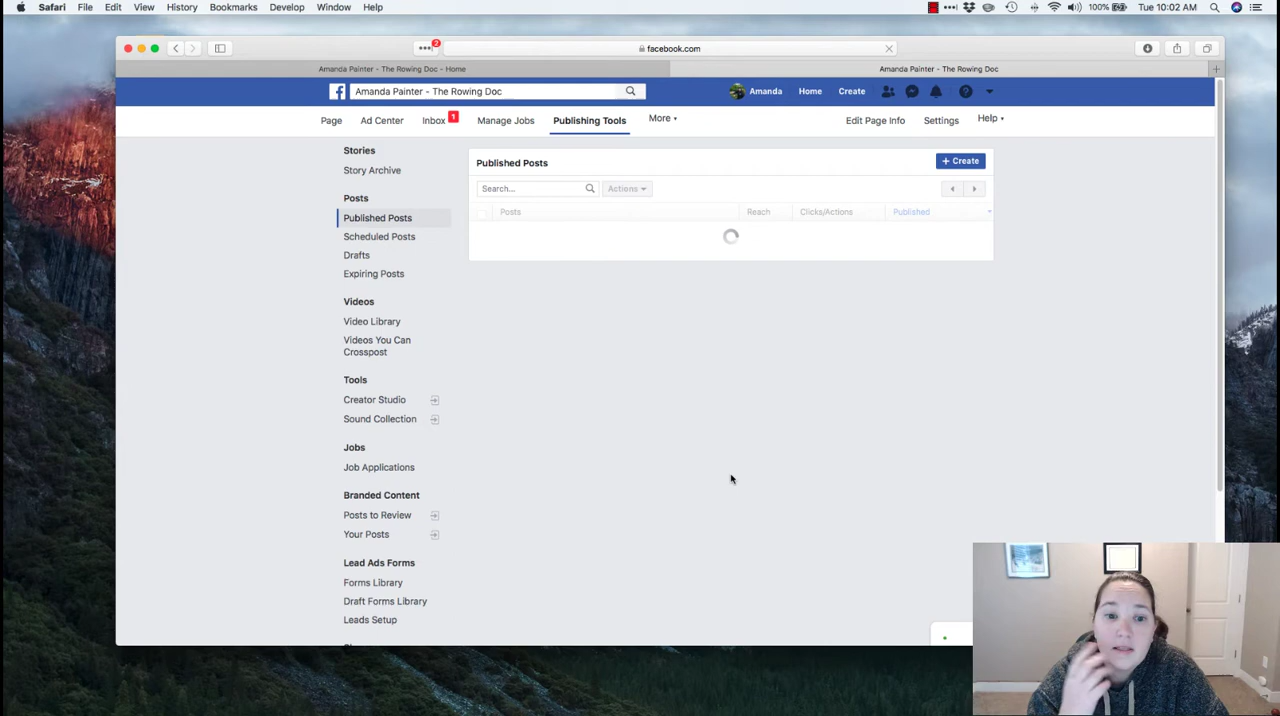 Safari File Edit View History Bookmarks Develop Window Help 100% Tue 10:02 AM
2 facebook.com
Amanda Painter - The Rowing Doc - Home Amanda Painter - The Rowing Doc
Amanda Painter - The Rowing Doc Amanda Home Create
Page Ad Center Inbox 1 Manage Jobs Publishing Tools More Edit Page Info Settings Help
Stories
Story Archive
Posts
Published Posts
Scheduled Posts
Drafts
Expiring Posts
Videos
Video Library
Videos You Can
Crosspost
Tools
Creator Studio
Sound Collection
Jobs
Job Applications
Branded Content
Posts to Review
Your Posts
Lead Ads Forms
Forms Library
Draft Forms Library
Leads Setup
Published Posts + Create
Search... Actions
Posts Reach Clicks/Actions Published